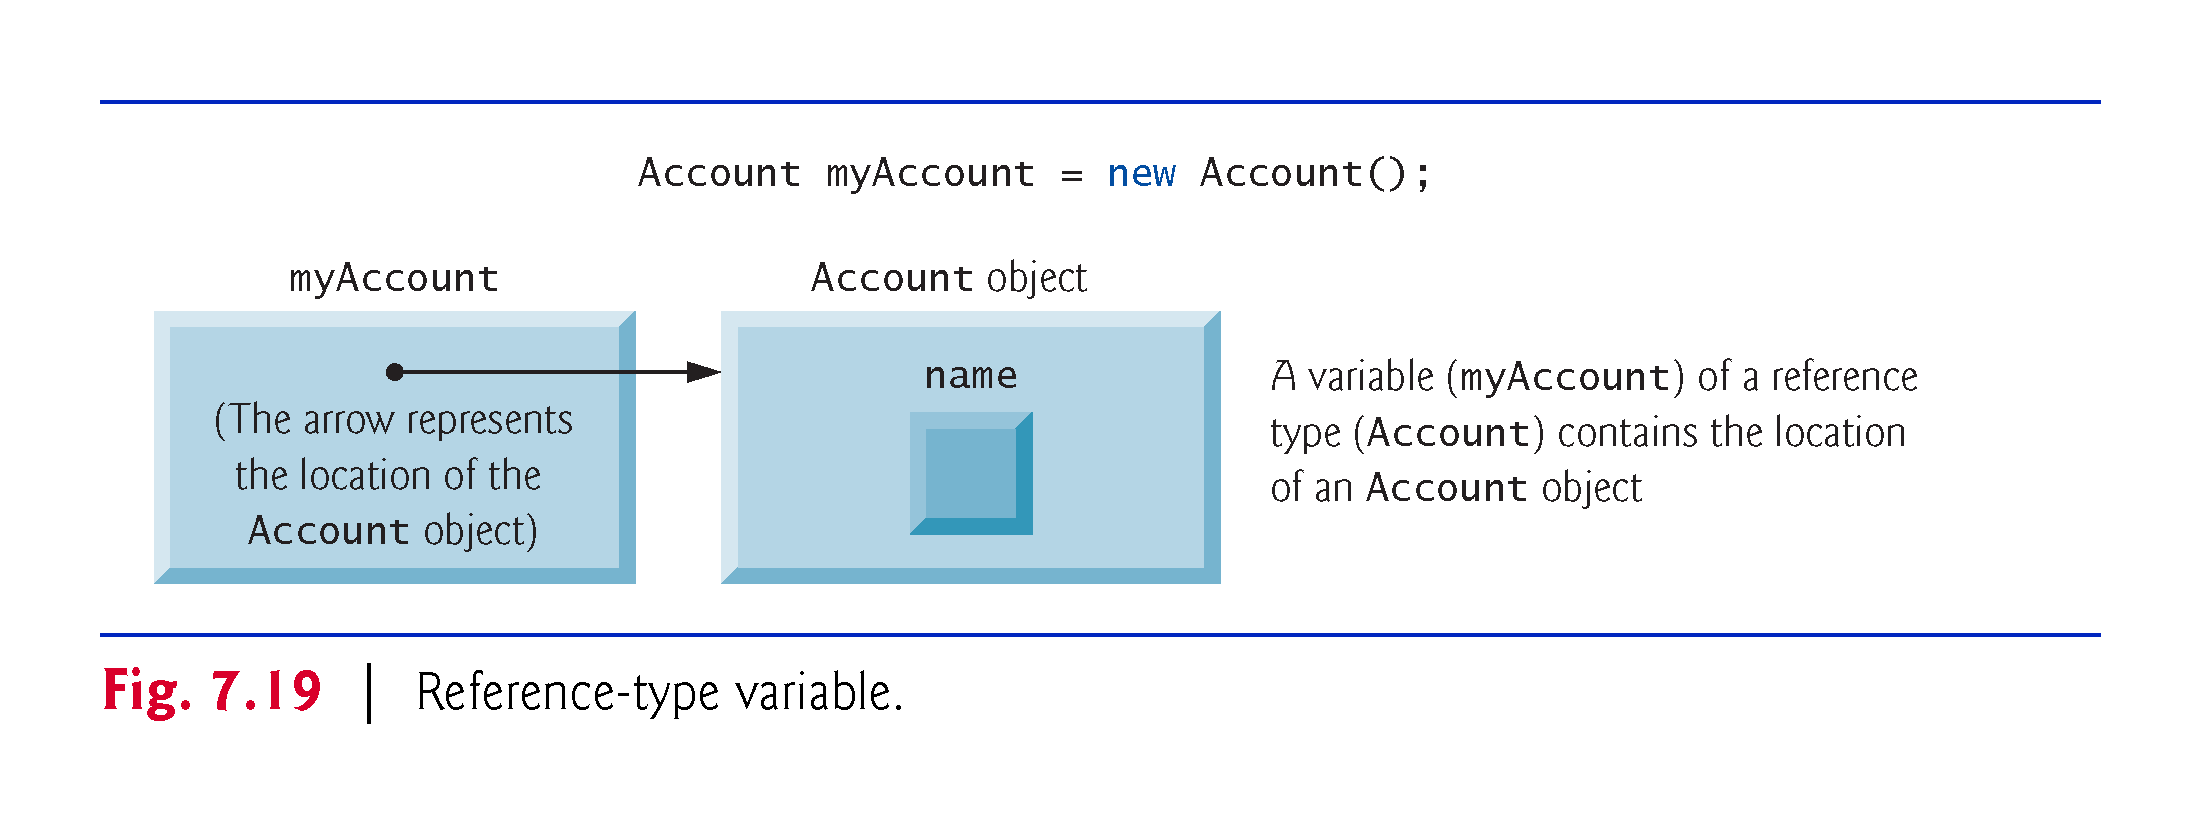 Account myAccount = new Account();
myAccount
Account object
(The arrow represents
the location of the
Account object)
name
A variable (myAccount) of a reference
type (Account) contains the location
of an Account object
Fig. 7.19 | Reference-type variable.